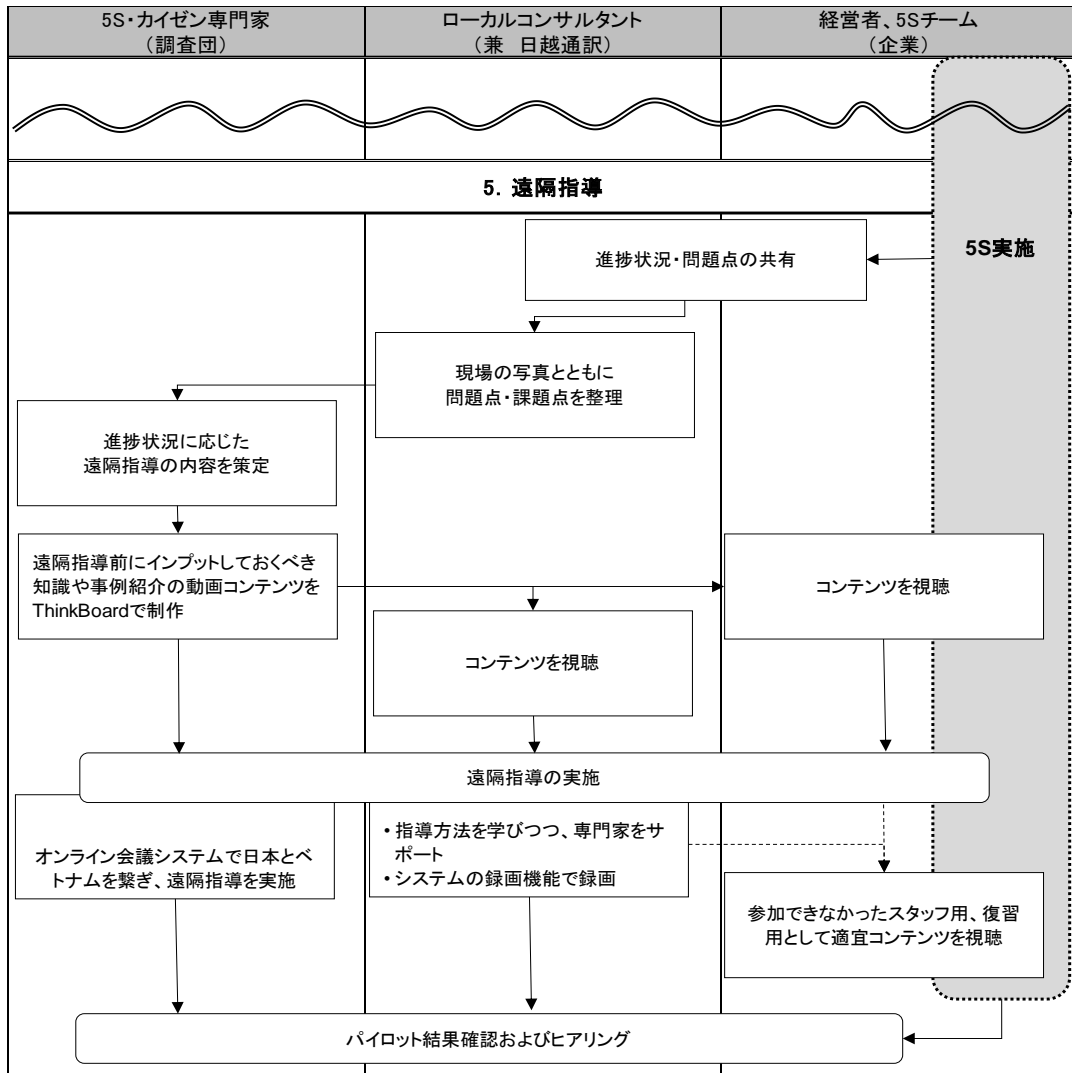 5S・カイゼン専門家
（調査団）
ローカルコンサルタント
（兼　日越通訳）
経営者、5Sチーム
（企業）
5．遠隔指導
5S実施
進捗状況・問題点の共有
現場の写真とともに
問題点・課題点を整理
進捗状況に応じた
遠隔指導の内容を策定
遠隔指導前にインプットしておくべき
知識や事例紹介の動画コンテンツを
ThinkBoardで制作
コンテンツを視聴
コンテンツを視聴
遠隔指導の実施
オンライン会議システムで日本とベ
トナムを繋ぎ、遠隔指導を実施
・指導方法を学びつつ、専門家をサ
ポート
・システムの録画機能で録画
参加できなかったスタッフ用、復習
用として適宜コンテンツを視聴
パイロット結果確認およびヒアリング